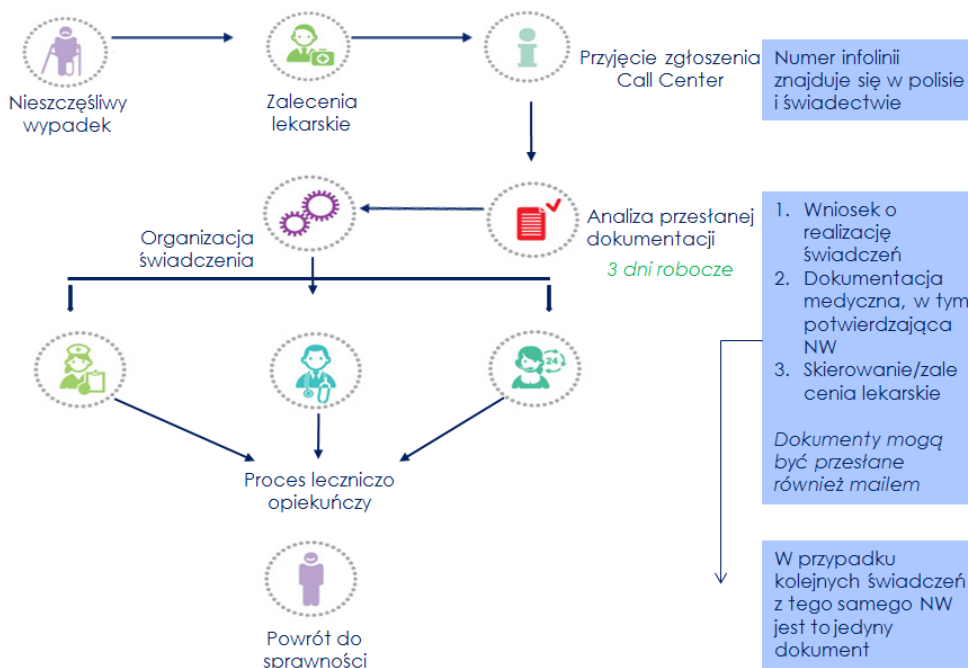 Nieszczęśliwy
wypadek
Zalecenia
lekarskie
Przyjęcie zgłoszenia
Call Center
Numer infolinii
znajduje się w polisie
i świadectwie
Organizacja
świadczenia
Analiza przesłanej
dokumentacji
3 dni robocze
1. Wniosek o
realizację
świadczeń
2. Dokumentacja
medyczna, w tym
potwierdzająca
NW
3. Skierowanie/zale
cenia lekarskie
Dokumenty mogą
być przesłane
również mailem
24
Proces leczniczo
opiekuńczy
Powrót do
sprawności
W przypadku
kolejnych świadczeń
z tego samego NW
jest to jedyny
dokument